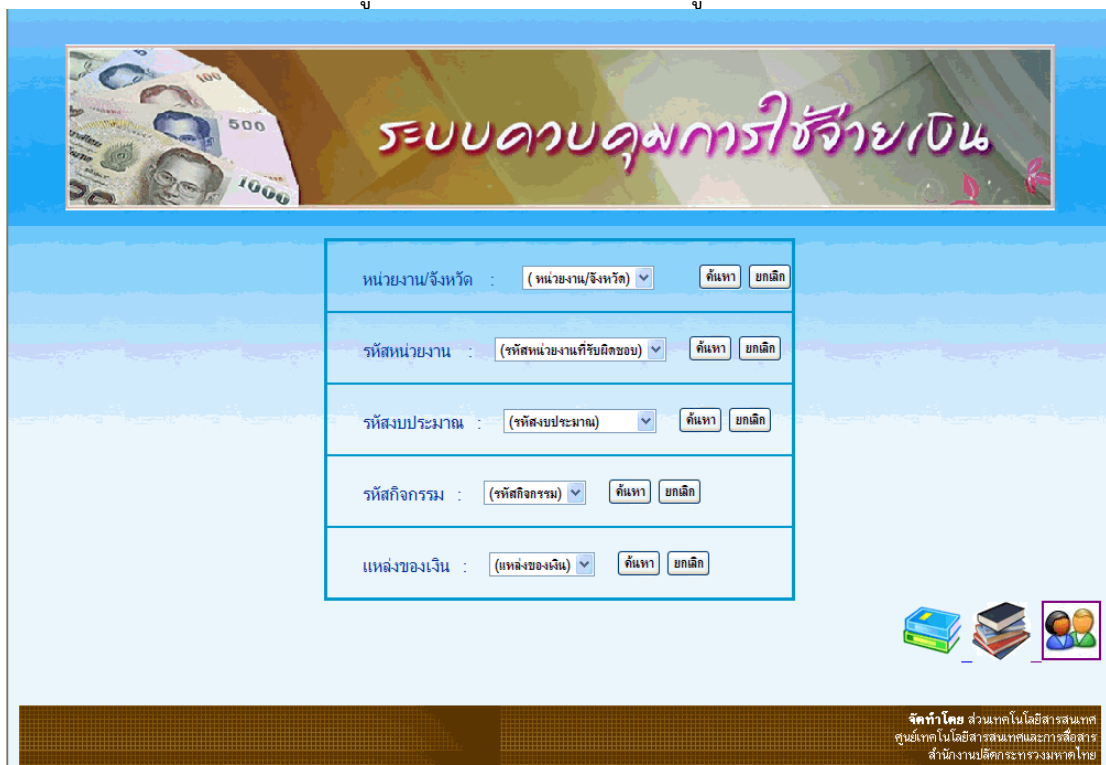 100
500
1000
ระบบควบคุมการใช้จ่ายเงิน
หน่วยงาน/จังหวัด : ( หน่วยงาน/จังหวัด) ค้นหา ยกเลิก
รหัสหน่วยงาน : (รหัสหน่วยงานที่รับผิดชอบ) ค้นหา ยกเลิก
รหัสงบประมาณ : (รหัสงบประมาณ) ค้นหา ยกเลิก
รหัสกิจกรรม : (รหัสกิจกรรม) ค้นหา ยกเลิก
แหล่งของเงิน : (แหล่งของเงิน) ค้นหา ยกเลิก
จัดทำโดย ส่วนเทคโนโลยีสารสนเทศ
ศูนย์เทคโนโลยีสารสนเทศและการสื่อสาร
สำนักงานปลัดกระทรวงมหาดไทย